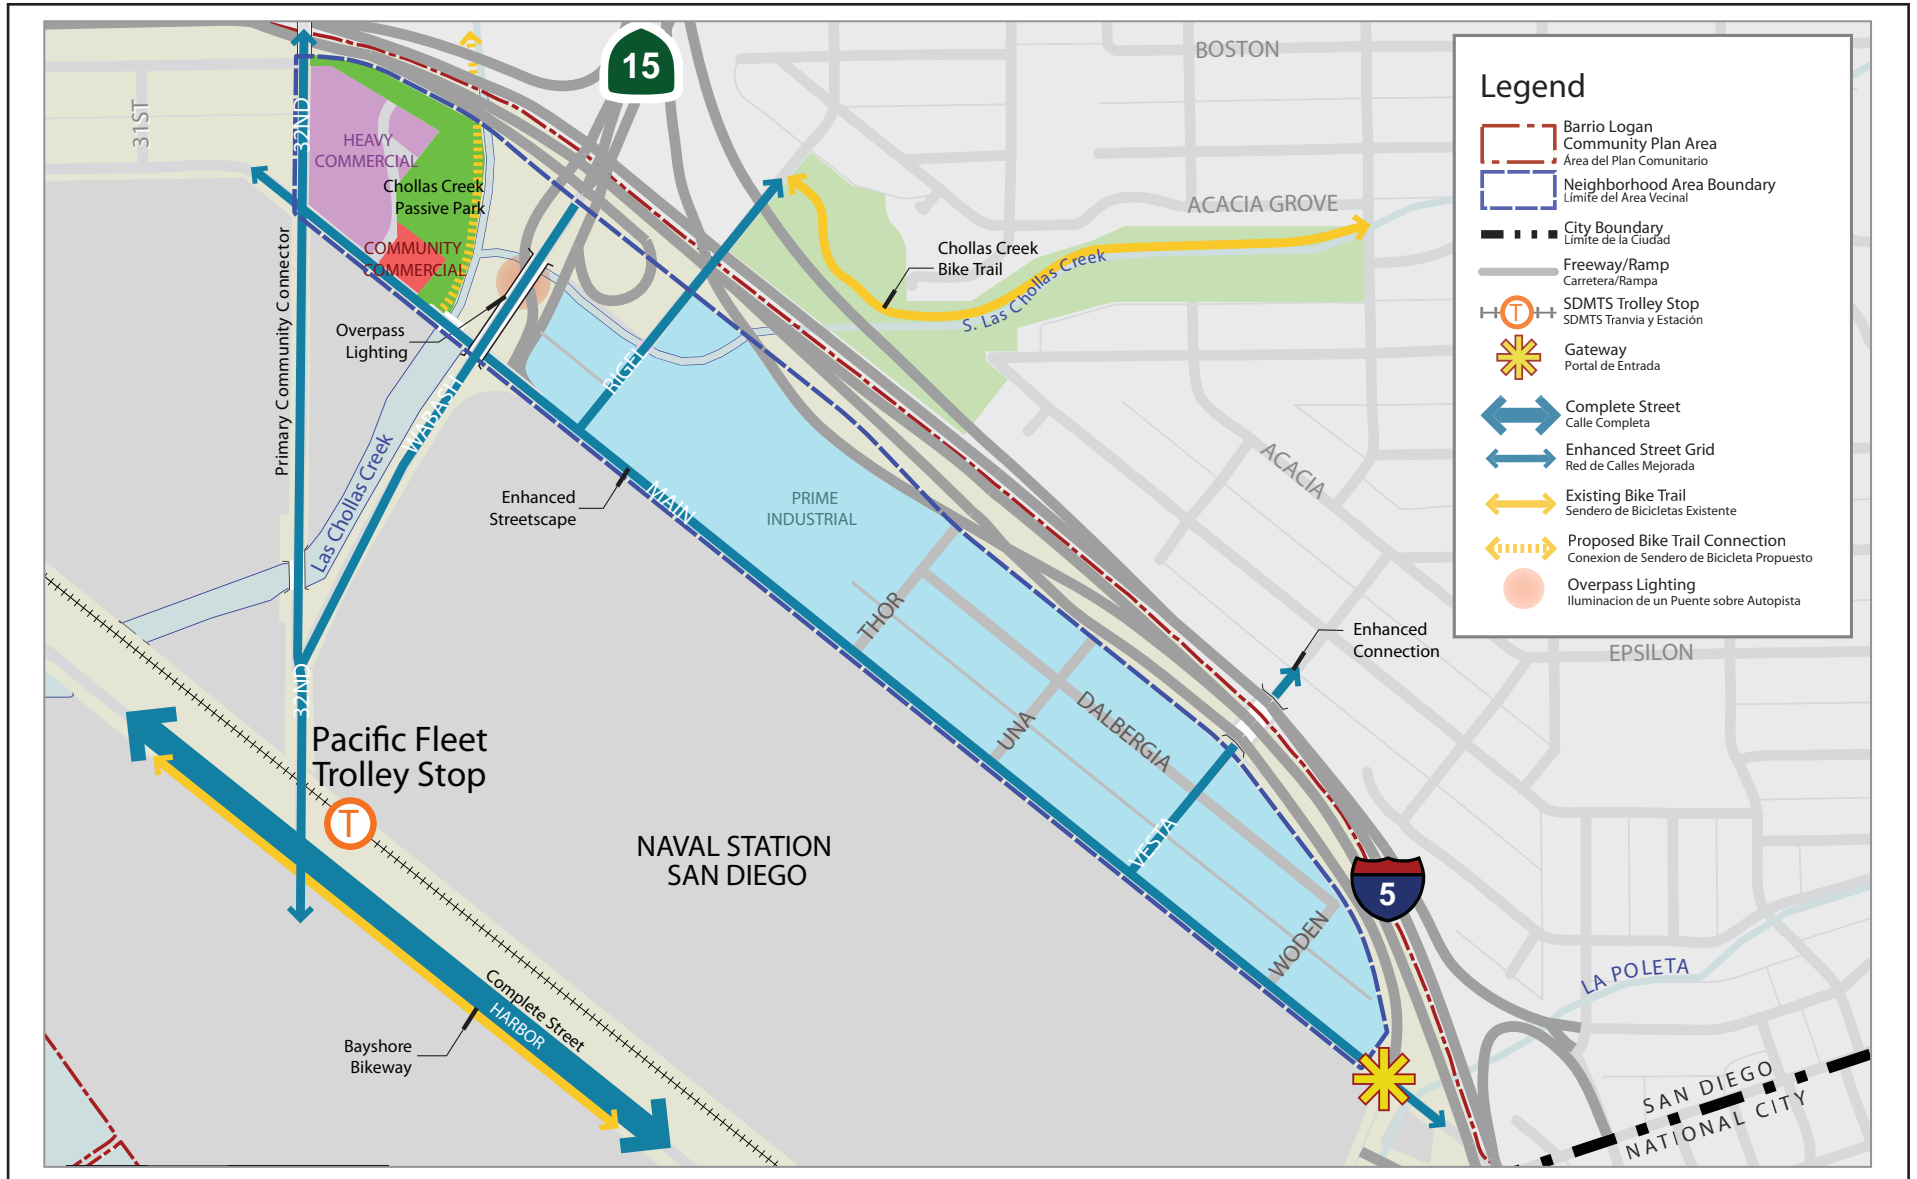 BOSTON
15
31ST
32ND
HEAVY
COMMERCIAL
Chollas Creek
Passive Park
COMMUNITY
COMMERCIAL
Primary Community Connector
Overpass
Lighting
WABASH
Las Chollas Creek
RIGEL
Chollas Creek
Bike Trail
S. Las Chollas Creek
ACACIA GROVE
ACACIA
Enhanced
Streetscape
MAIN
PRIME
INDUSTRIAL
THOR
UNA
DALBERGIA
VESTA
WODEN
Enhanced
Connection
EPSILON
32ND
Pacific Fleet
Trolley Stop
T
NAVAL STATION
SAN DIEGO
5
Complete Street
HARBOR
Bayshore
Bikeway
LA POLETA
SAN DIEGO
NATIONAL CITY
Legend
Barrio Logan
Community Plan Area
Área del Plan Comunitario
Neighborhood Area Boundary
Límite del Area Vecinal
City Boundary
Límite de la Ciudad
Freeway/Ramp
Carretera/Rampa
T
SDMTS Trolley Stop
SDMTS Tranvia y Estación
Gateway
Portal de Entrada
Complete Street
Calle Completa
Enhanced Street Grid
Red de Calles Mejorada
Existing Bike Trail
Sendero de Bicicletas Existente
Proposed Bike Trail Connection
Conexion de Sendero de Bicicleta Propuesto
Overpass Lighting
Iluminacion de un Puente sobre Autopista